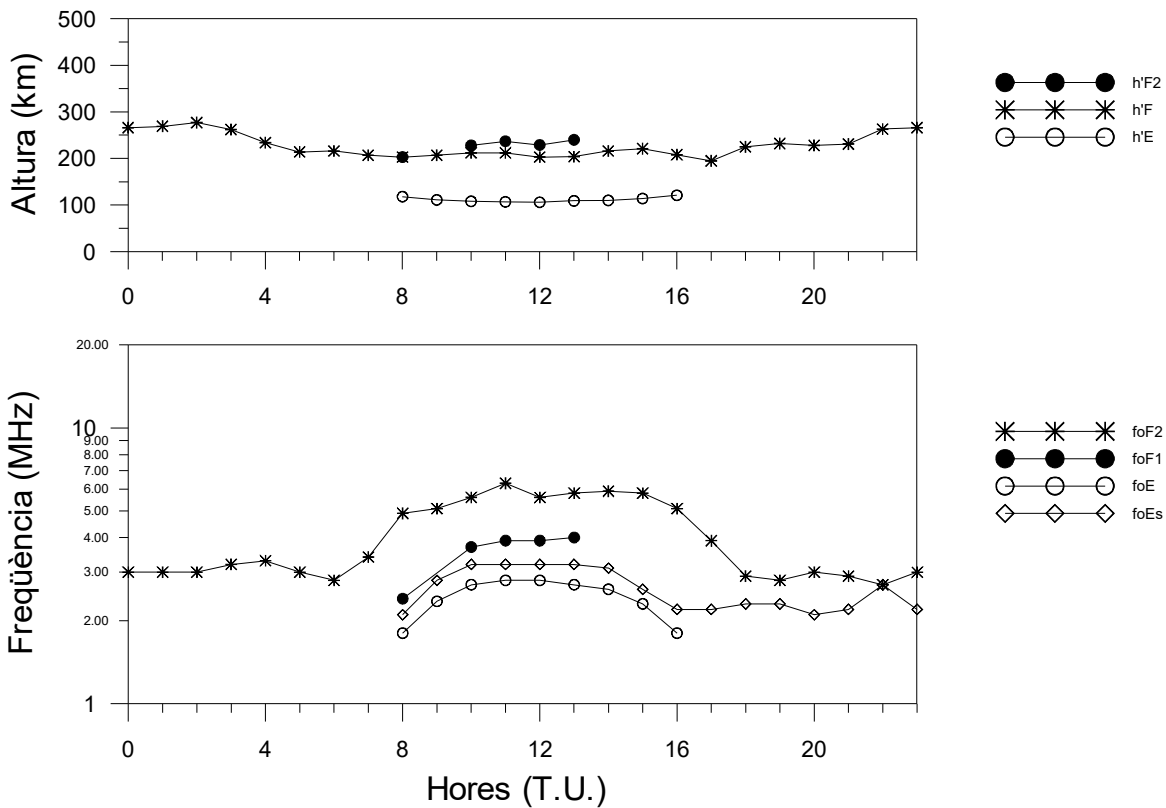 500
400
300
200
100
0
Altura (km)
0 4 8 12 16 20
h'F2
h'F
h'E
20.00
10
9.00
8.00
7.00
6.00
5.00
4.00
3.00
2.00
1
Freqüència (MHz)
0 4 8 12 16 20
Hores (T.U.)
foF2
foF1
foE
foEs